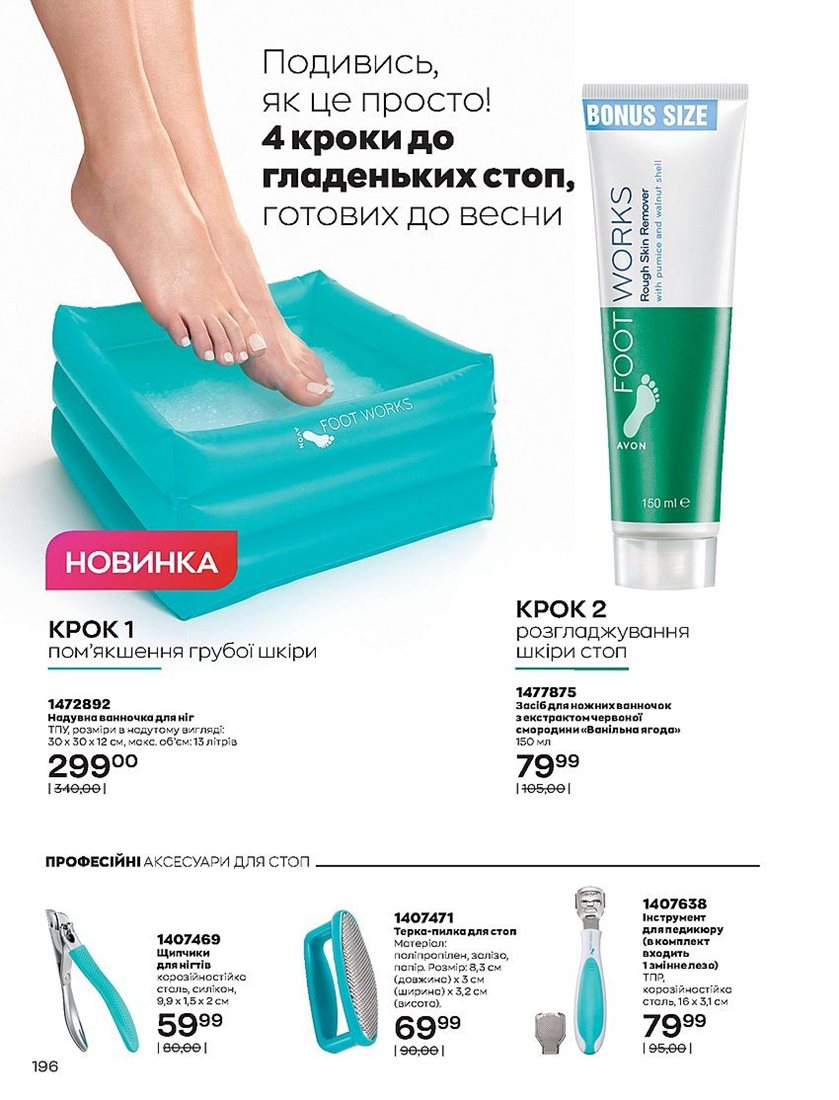 Подивись,
як це просто!
4 кроки до
гладеньких стоп,
готових до весни
BONUS SIZE
FOOT WORKS
Rough Skin Remover
with pumice and walnut shell
AVON
150 ml e
AVON
FOOT WORKS
НОВИНКА
КРОК 1
пом'якшення грубої шкіри
1472892
Надувна ванночка для ніг
ТПУ, розміри в надутому вигляді:
30 х 30 х 12 см, макс. об'єм: 13 літрів
299 00
|340,00|
КРОК 2
розгладжування
шкіри стоп
1477875
Засіб для ножних ванночок
з екстрактом червоної
смородини «Ванільна ягода»
150 мл
79 99
|105,00|
ПРОФЕСІЙНІ АКСЕСУАРИ ДЛЯ СТОП
1407469
Щипчики
для нігтів
корозійностійка
сталь, силікон,
9,9 х 1,5 х 2 см
59 99
|80,00|
1407471
Терка-пилка для стоп
Матеріал:
поліпропілен, залізо,
папір. Розмір: 8,3 см
(довжина) х 3 см
(ширина) х 3,2 см
(висота).
69 99
|90,00|
1407638
Інструмент
для педикюру
(в комплект
входить
1 змінне лезо)
ТПР,
корозійностійка
сталь, 16 х 3,1 см
79 99
|95,00|
196